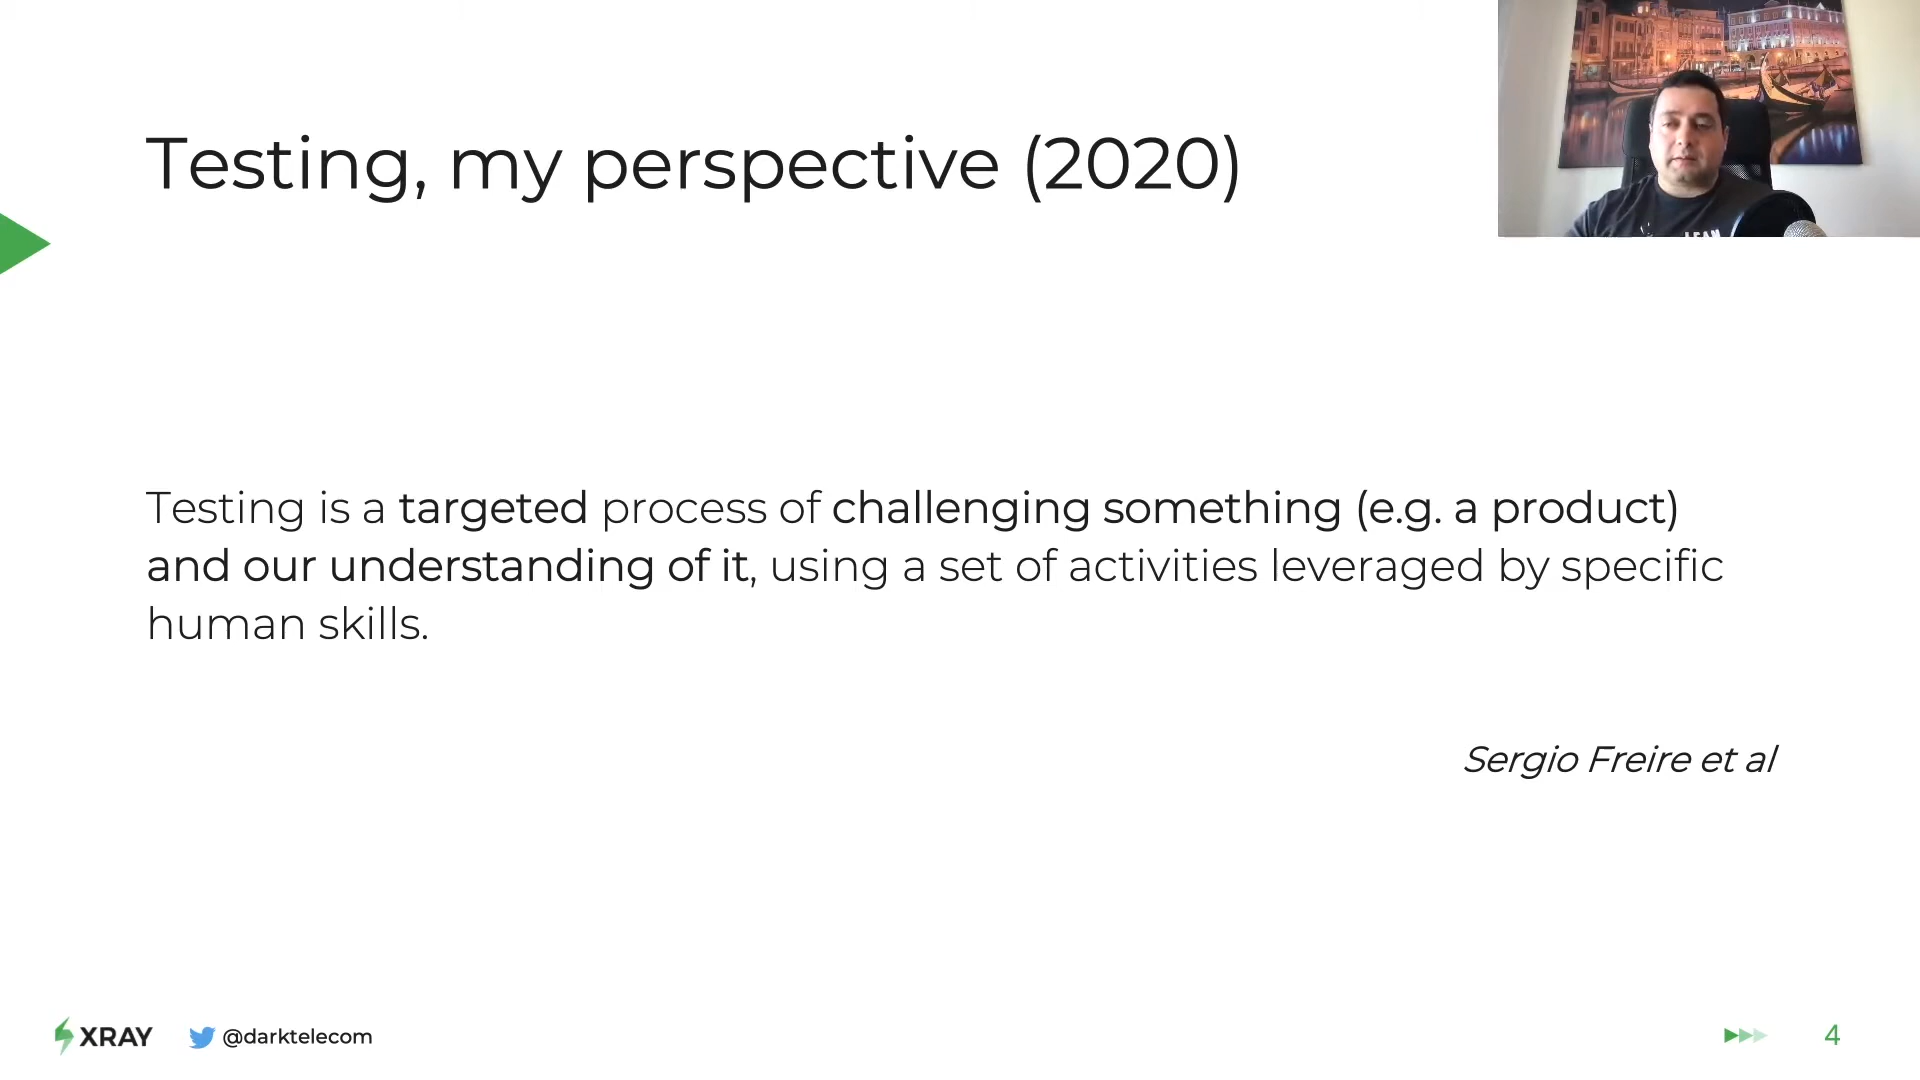 Testing, my perspective (2020)
Testing is a targeted process of challenging something (e.g. a product)
and our understanding of it, using a set of activities leveraged by specific
human skills.
Sergio Freire et al
XRAY
@darktelecom
4
LEAN